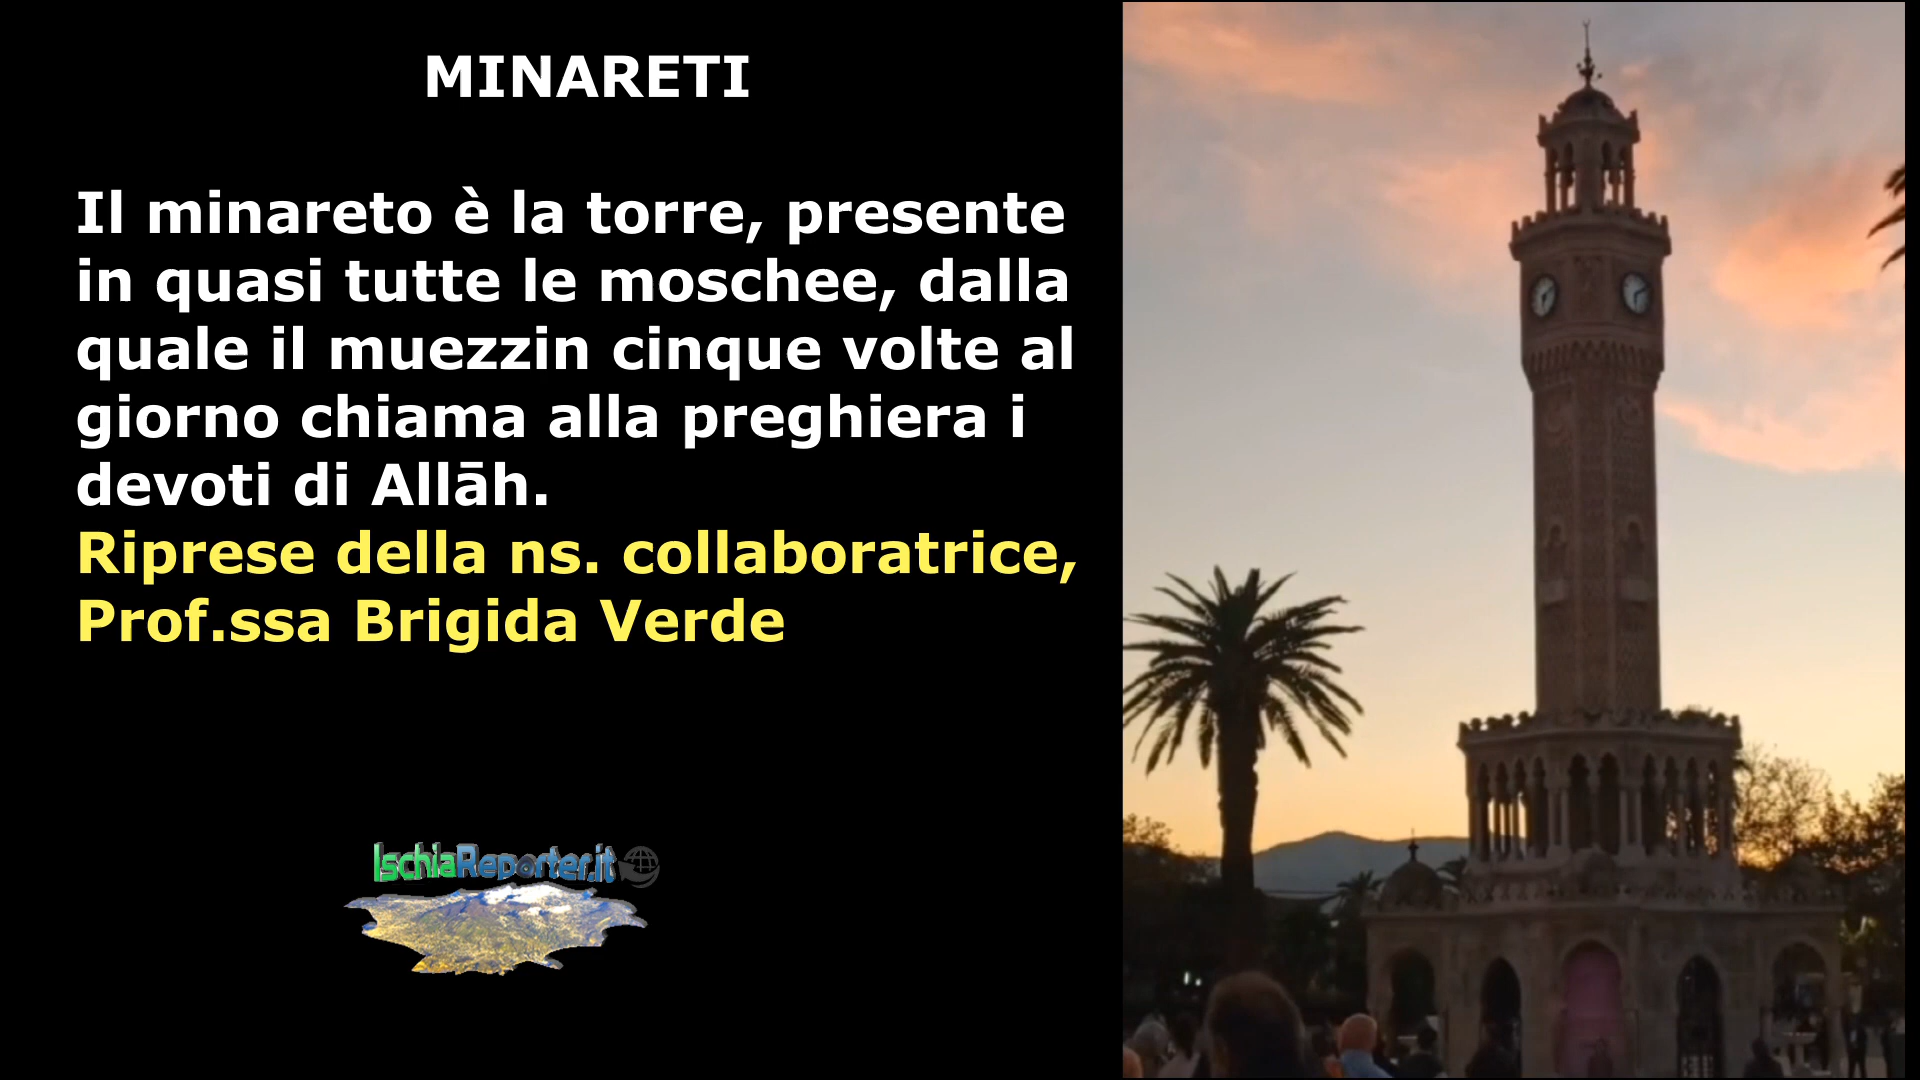 MINARETI
Il minareto è la torre, presente
in quasi tutte le moschee, dalla
quale il muezzin cinque volte al
giorno chiama alla preghiera i
devoti di Allāh.
Riprese della ns. collaboratrice,
Prof.ssa Brigida Verde
IschiaReporter.it